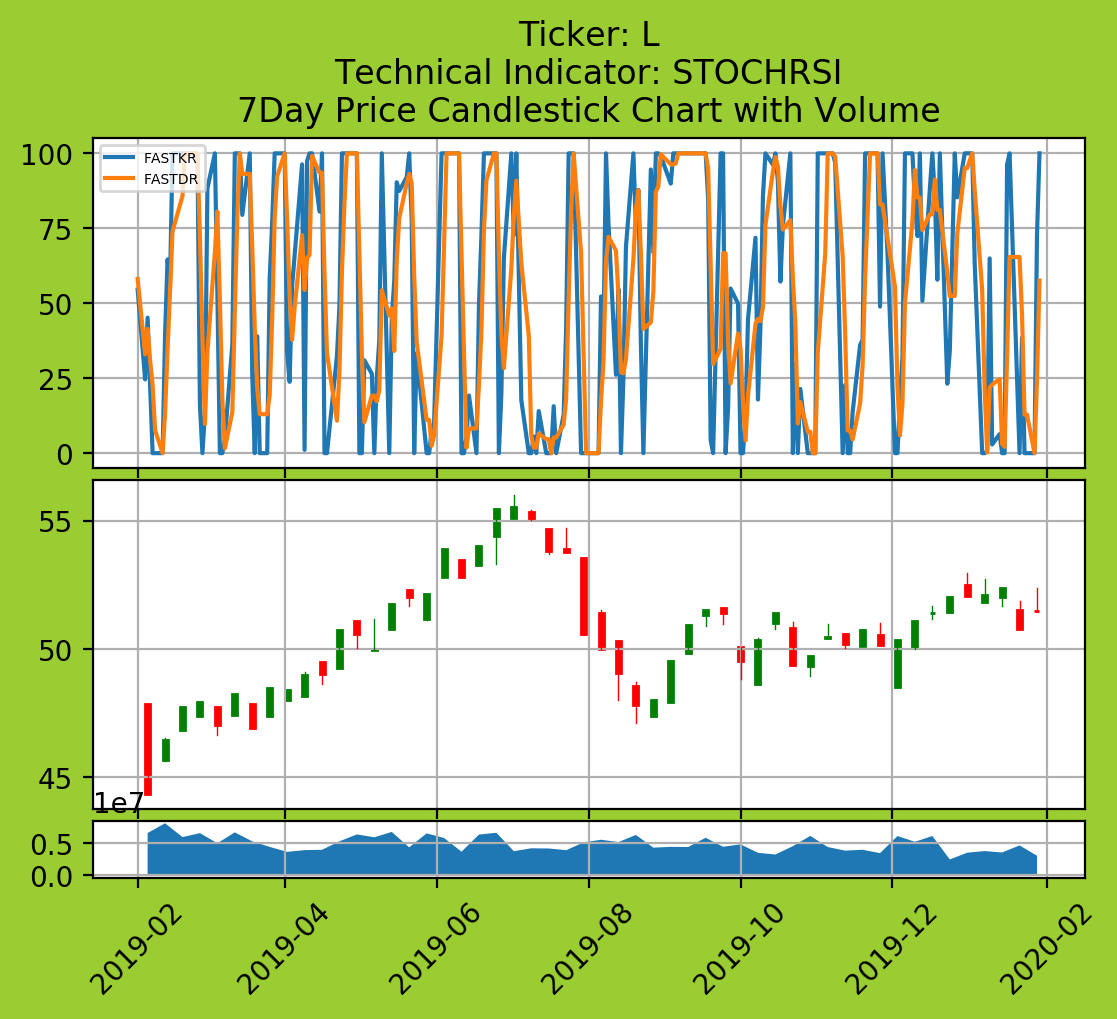 Ticker: L
Technical Indicator: STOCHRSI
7Day Price Candlestick Chart with Volume
100
75
50
25
0
FASTKR
FASTDR
55
50
45
1e7
0.5
0.0
2019-02
2019-04
2019-06
2019-08
2019-10
2019-12
2020-02